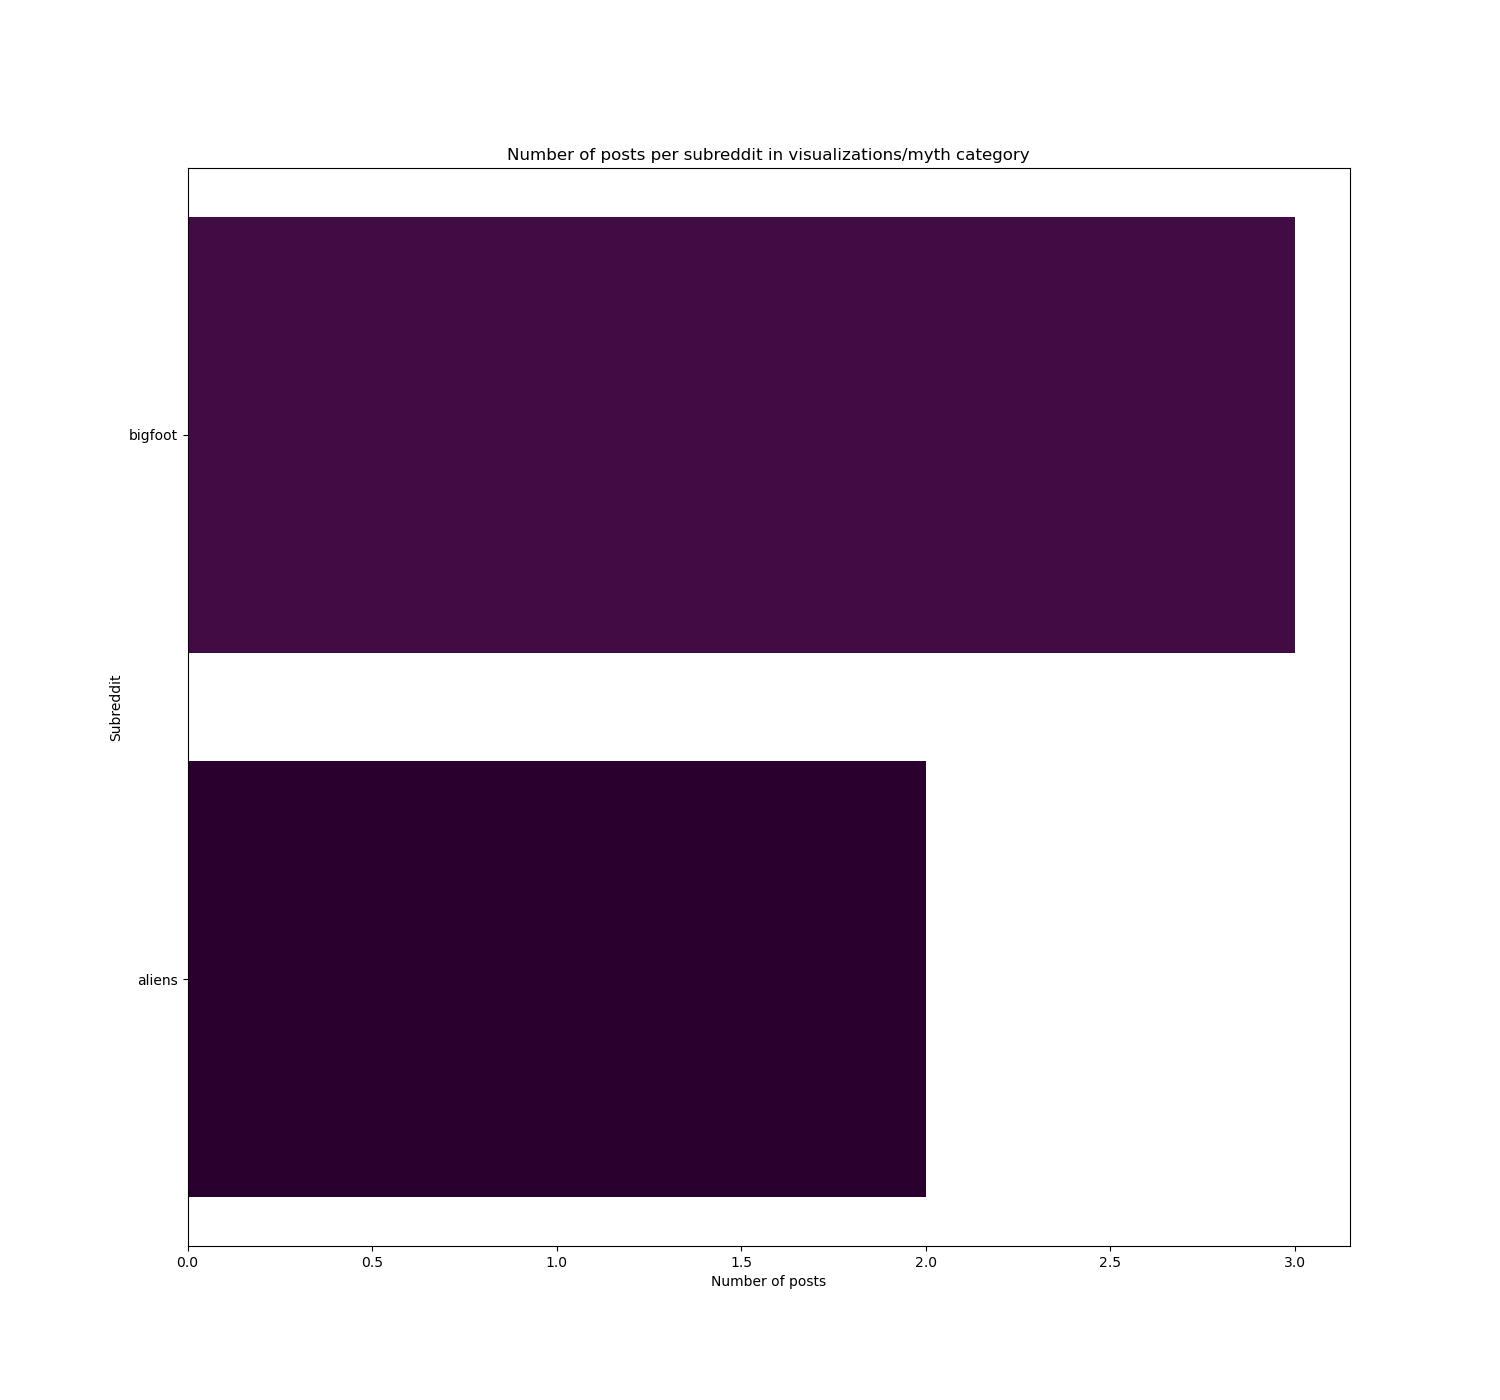 Number of posts per subreddit in visualizations/myth category
bigfoot
Subreddit
aliens
0.0 0.5 1.0 1.5 2.0 2.5 3.0
Number of posts